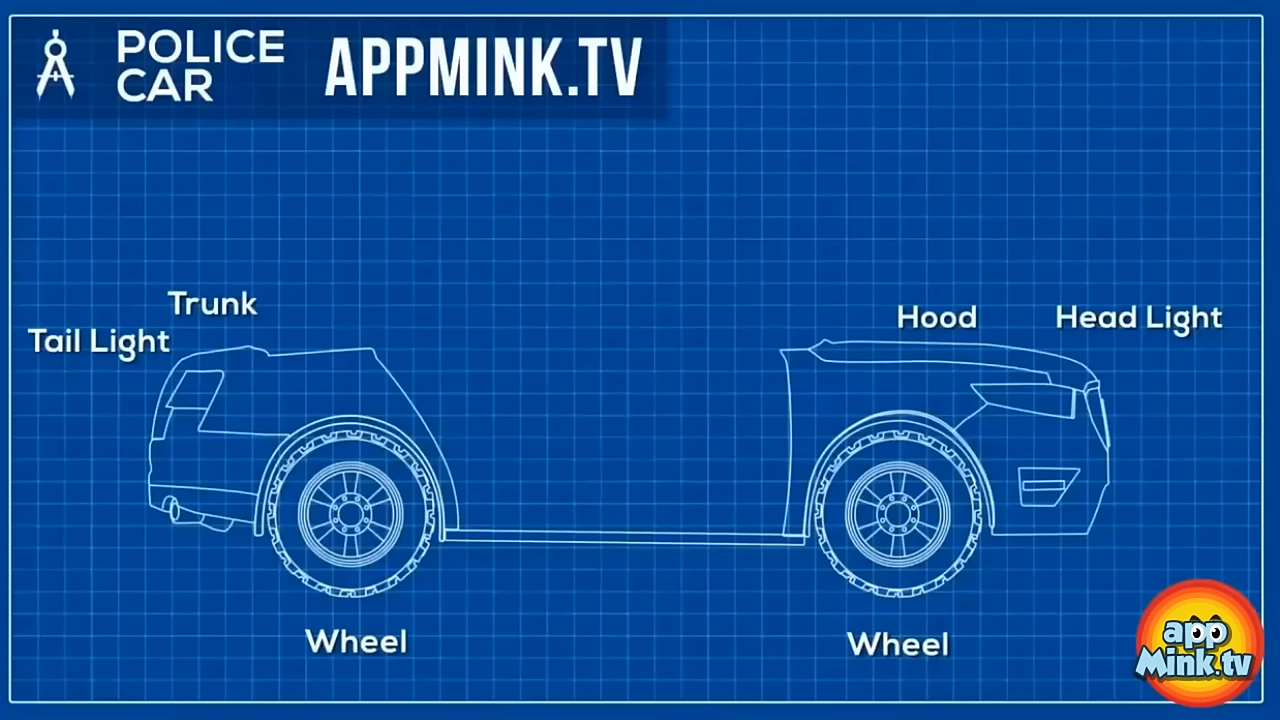 POLICE
CAR
APPMINK.TV
Trunk
Tail Light
Hood
Head Light
Wheel
Wheel
app
Mink.tv